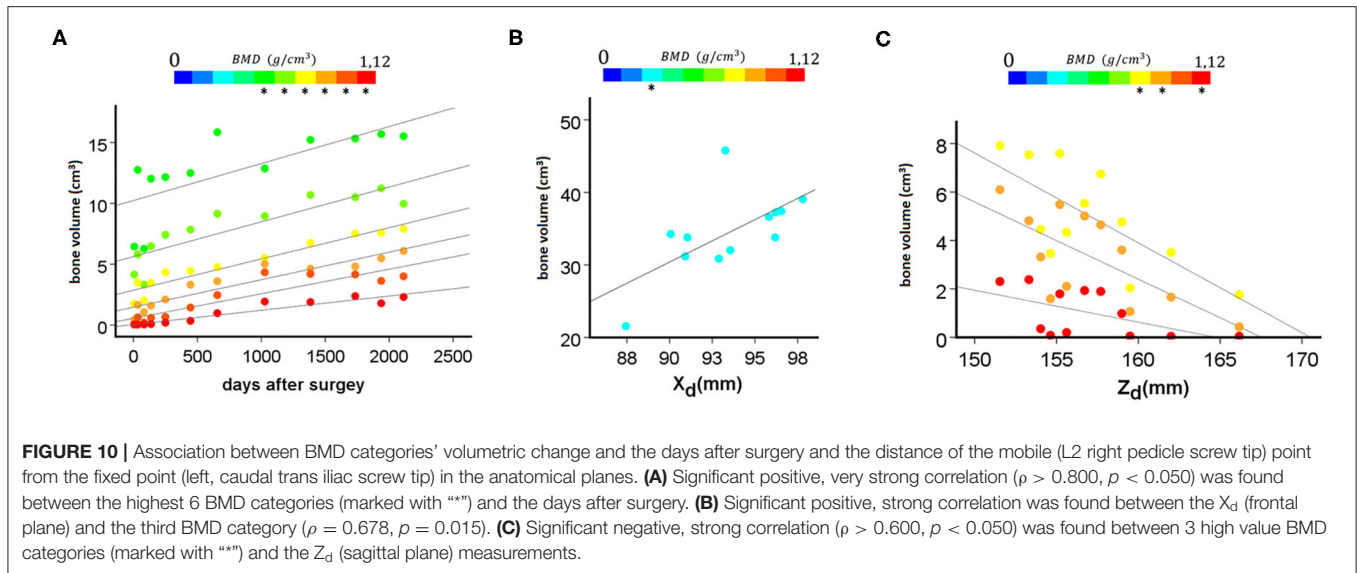 A
B
C
0 BMD (g/cm³) 1,12
* * * * * *
0 BMD (g/cm³) 1,12
*
0 BMD (g/cm³) 1,12
* * *
bone volume (cm³)
15
10
5
0
0 500 1000 1500 2000 2500
days after surgey
bone volume (cm³)
50
40
30
20
88 90 93 95 98
X_d(mm)
bone volume (cm³)
8
6
4
2
0
150 155 160 165 170
Z_d(mm)
FIGURE 10 | Association between BMD categories' volumetric change and the days after surgery and the distance of the mobile (L2 right pedicle screw tip) point
from the fixed point (left, caudal trans iliac screw tip) in the anatomical planes. (A) Significant positive, very strong correlation (ρ > 0.800, p < 0.050) was found
between the highest 6 BMD categories (marked with “*”) and the days after surgery. (B) Significant positive, strong correlation was found between the X_d (frontal
plane) and the third BMD category (ρ = 0.678, p = 0.015). (C) Significant negative, strong correlation (ρ > 0.600, p < 0.050) was found between 3 high value BMD
categories (marked with “*”) and the Z_d (sagittal plane) measurements.